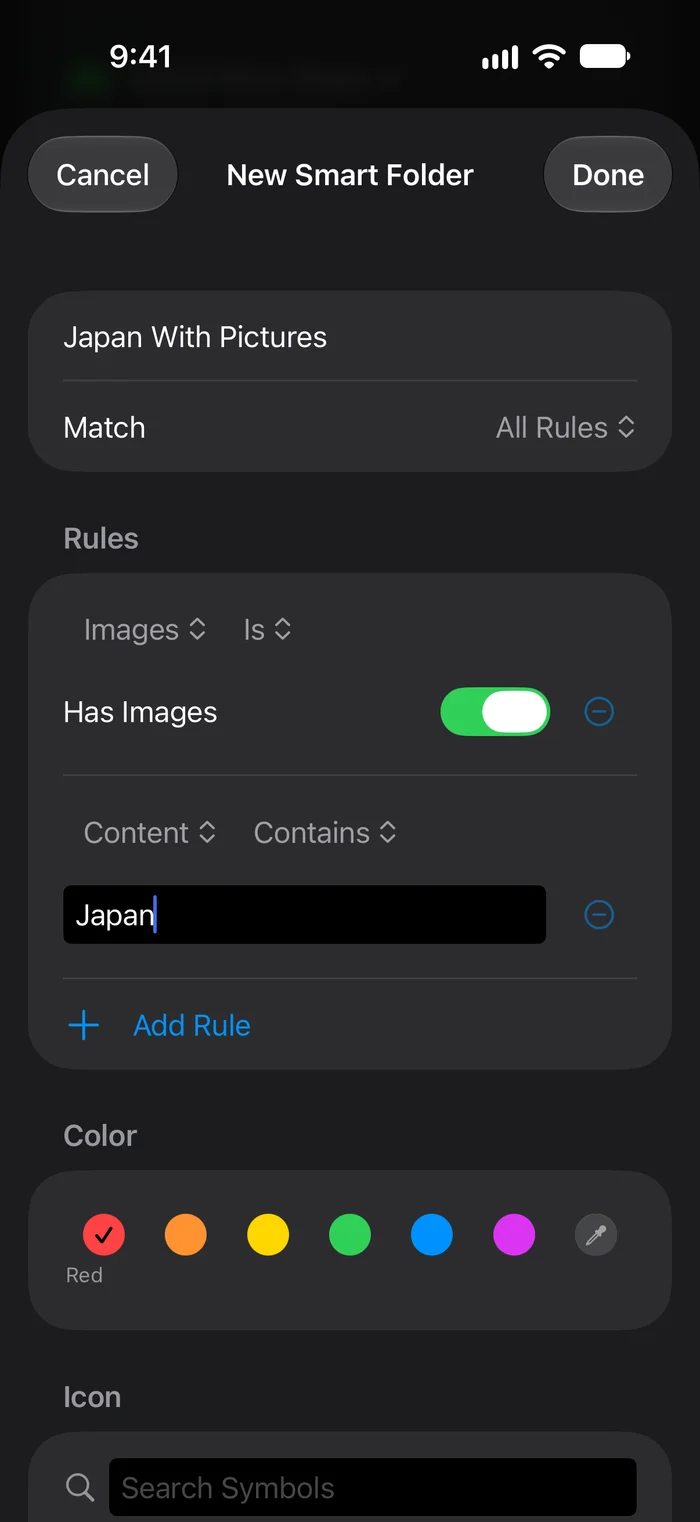 9:41
Cancel
New Smart Folder
Done
Japan With Pictures
Match
All Rules
Rules
Images
Is
Has Images
Content
Contains
Japan
Add Rule
Color
Red
Icon
Search Symbols